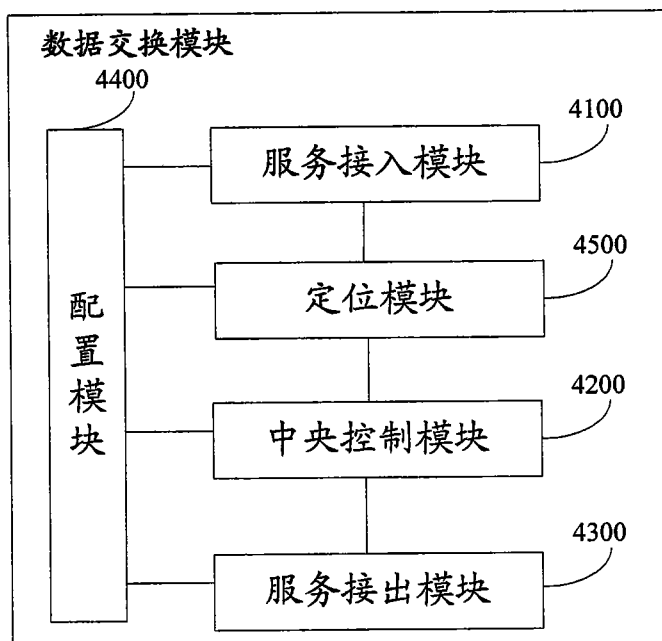 数据交换模块
4400
4100
服务接入模块
4500
定位模块
配置模块
4200
中央控制模块
4300
服务接出模块